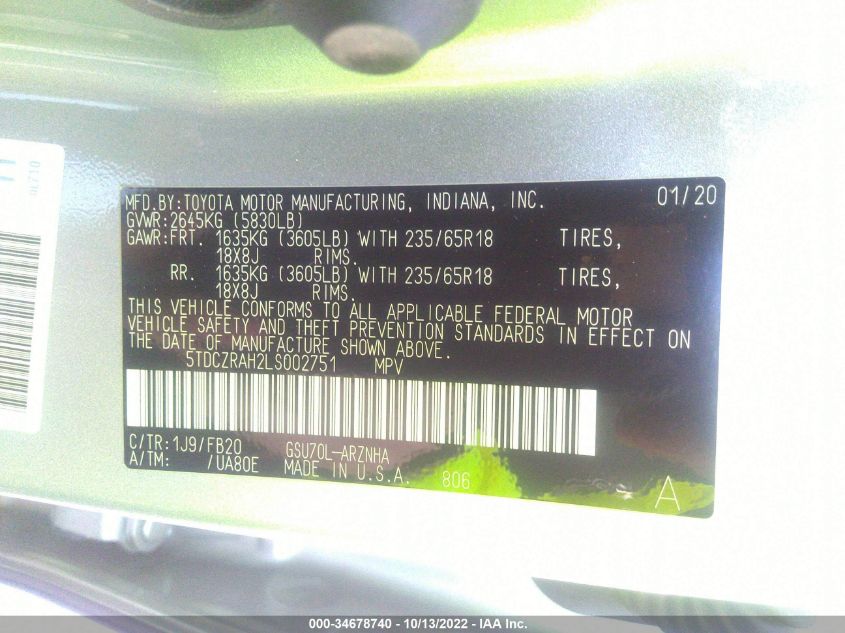 MFD.BY:TOYOTA MOTOR MANUFACTURING, INDIANA, INC. 01/20
GVWR:2645KG (5830LB)
GAWR:FRT. 1635KG (3605LB) WITH 235/65R18 TIRES,
18X8J RIMS.
RR. 1635KG (3605LB) WITH 235/65R18 TIRES,
18X8J RIMS.
THIS VEHICLE CONFORMS TO ALL APPLICABLE FEDERAL MOTOR
VEHICLE SAFETY AND THEFT PREVENTION STANDARDS IN EFFECT ON
THE DATE OF MANUFACTURE SHOWN ABOVE.
5TDCZRAH2LS002751 MPV
C/TR:1J9/FB20 GSU70L-ARZNHA
A/TM: /UA80E MADE IN U.S.A. 806 A
000-34678740 - 10/13/2022 - IAA Inc.